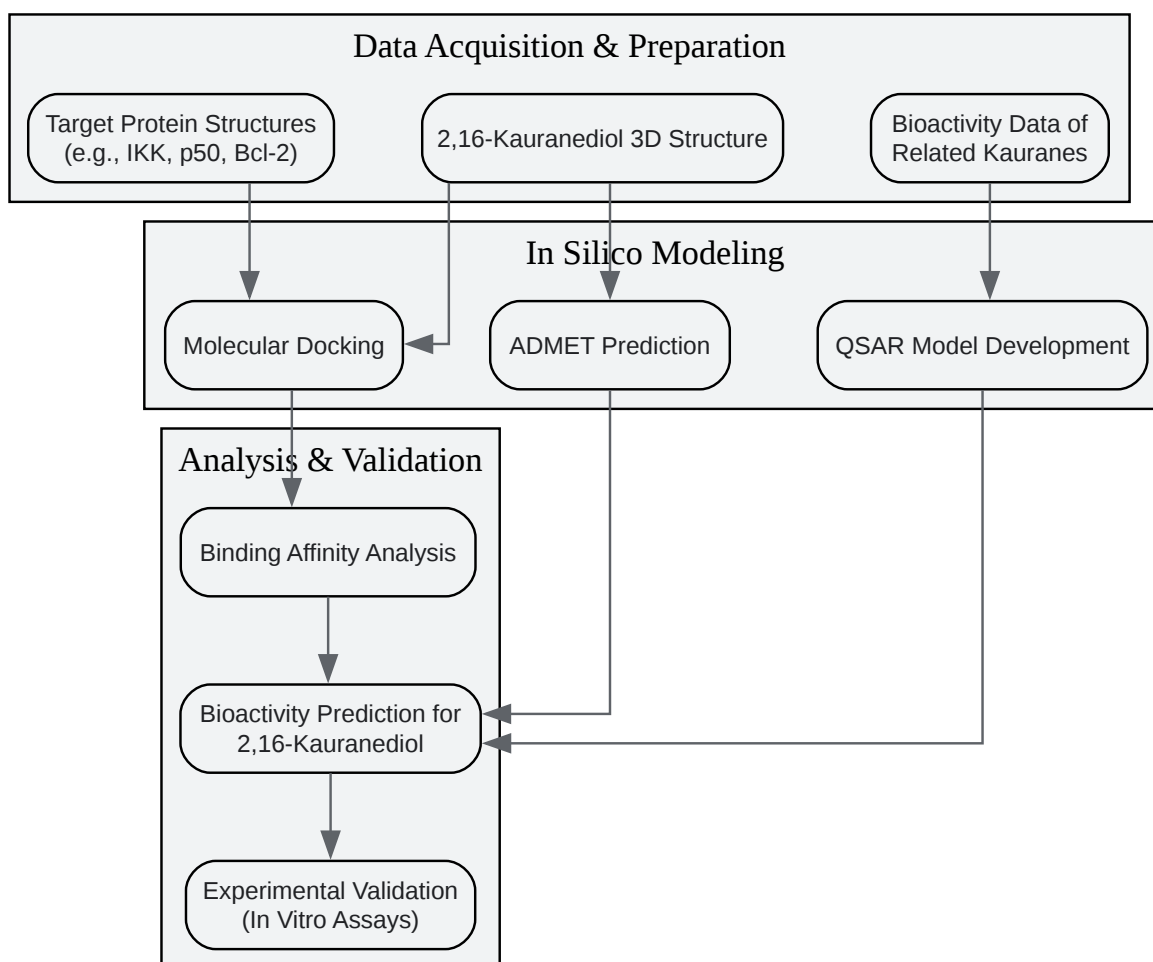 Data Acquisition & Preparation
Target Protein Structures
(e.g., IKK, p50, Bcl-2)
2,16-Kauranediol 3D Structure
Bioactivity Data of
Related Kauranes
In Silico Modeling
Molecular Docking
ADMET Prediction
QSAR Model Development
Analysis & Validation
Binding Affinity Analysis
Bioactivity Prediction for
2,16-Kauranediol
Experimental Validation
(In Vitro Assays)